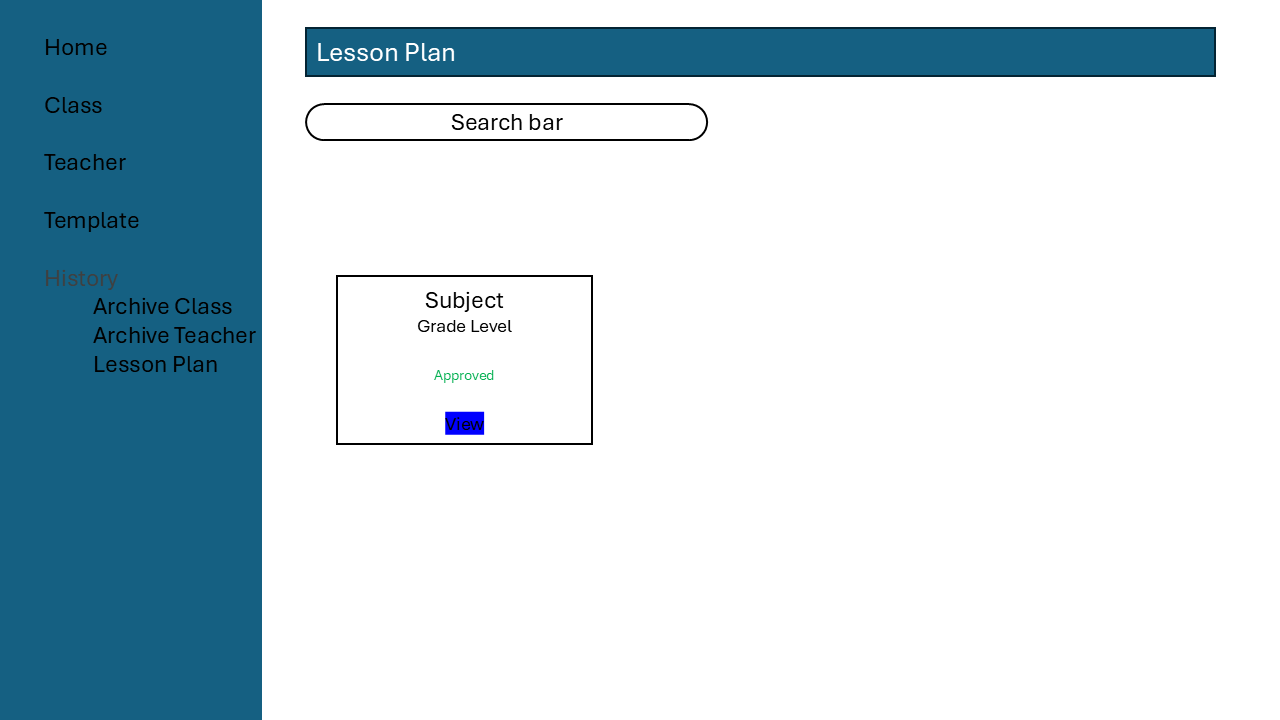 Home
Class
Teacher
Template
History
Archive Class
Archive Teacher
Lesson Plan
Lesson Plan
Search bar
Subject
Grade Level
Approved
View